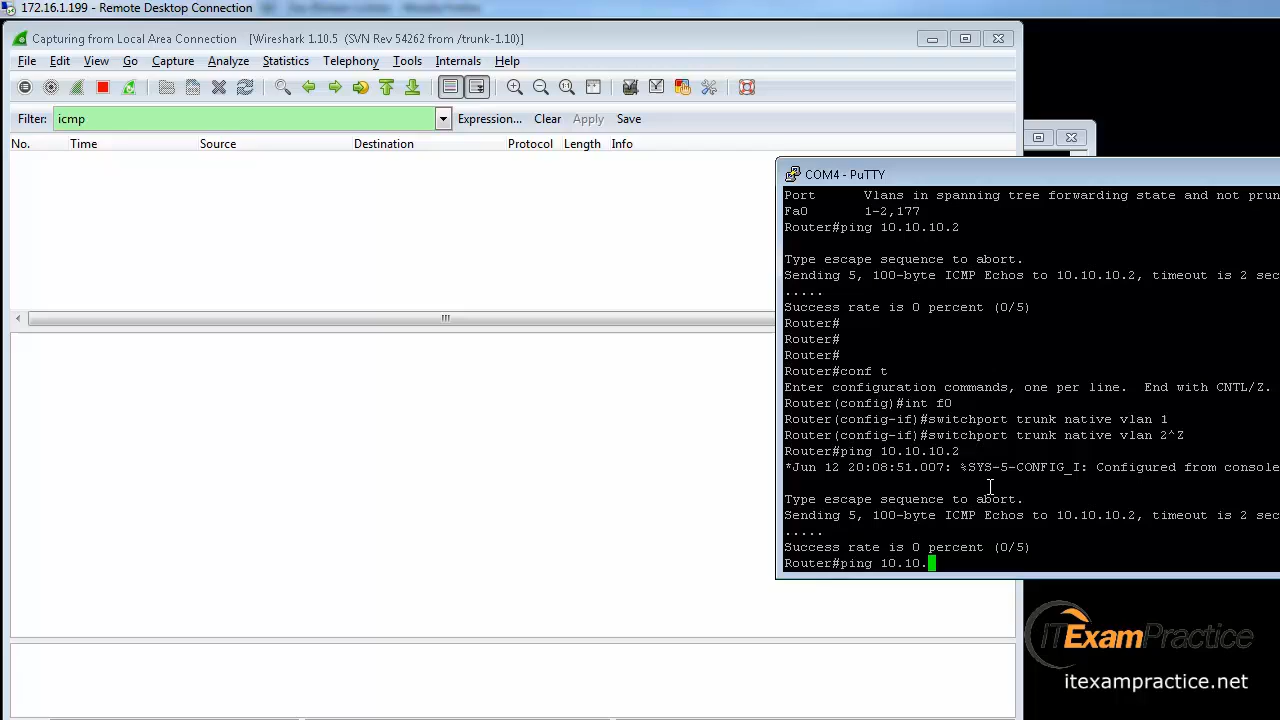 172.16.1.199 - Remote Desktop Connection
Capturing from Local Area Connection [Wireshark 1.10.5 (SVN Rev 54262 from /trunk-1.10)]
File Edit View Go Capture Analyze Statistics Telephony Tools Internals Help
Filter: icmp Expression... Clear Apply Save
No. Time Source Destination Protocol Length Info
COM4 - PuTTY
Port Vlans in spanning tree forwarding state and not prun
Fa0 1-2,177
Router#ping 10.10.10.2
Type escape sequence to abort.
Sending 5, 100-byte ICMP Echos to 10.10.10.2, timeout is 2 sec
.....
Success rate is 0 percent (0/5)
Router#
Router#
Router#
Router#conf t
Enter configuration commands, one per line. End with CNTL/Z.
Router(config)#int f0
Router(config-if)#switchport trunk native vlan 1
Router(config-if)#switchport trunk native vlan 2^Z
Router#ping 10.10.10.2
*Jun 12 20:08:51.007: %SYS-5-CONFIG_I: Configured from console
Type escape sequence to abort.
Sending 5, 100-byte ICMP Echos to 10.10.10.2, timeout is 2 sec
.....
Success rate is 0 percent (0/5)
Router#ping 10.10.
ITExamPractice
itexampractice.net